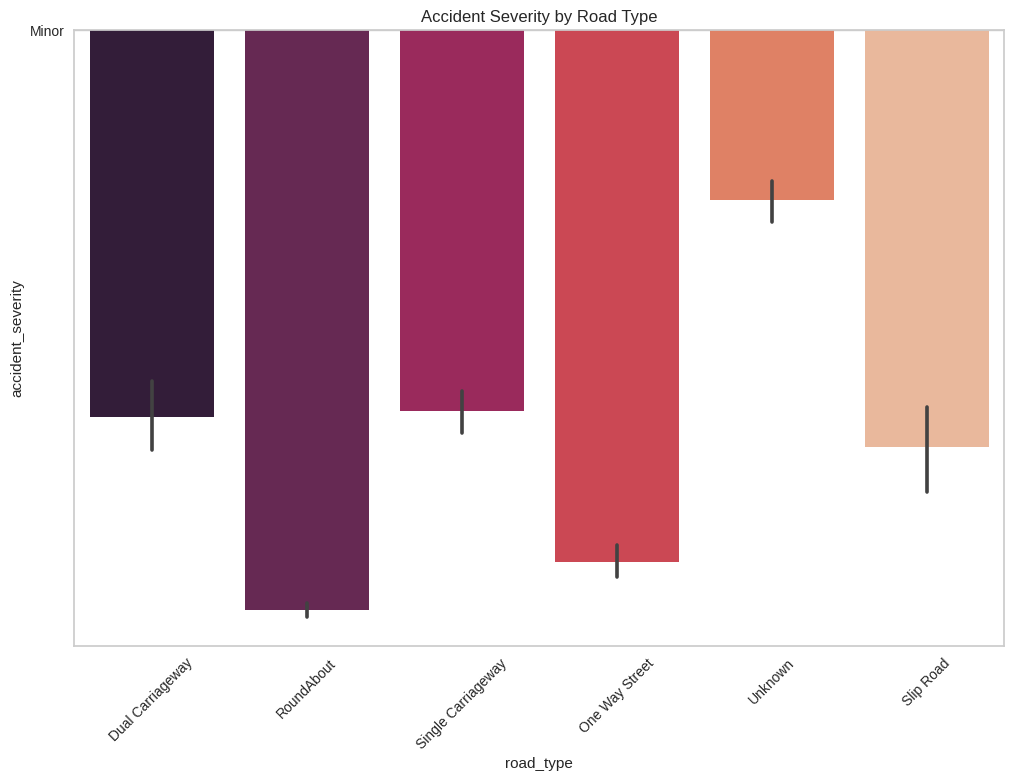 Accident Severity by Road Type
Minor
accident_severity
Dual Carriageway
RoundAbout
Single Carriageway
One Way Street
Unknown
Slip Road
road_type